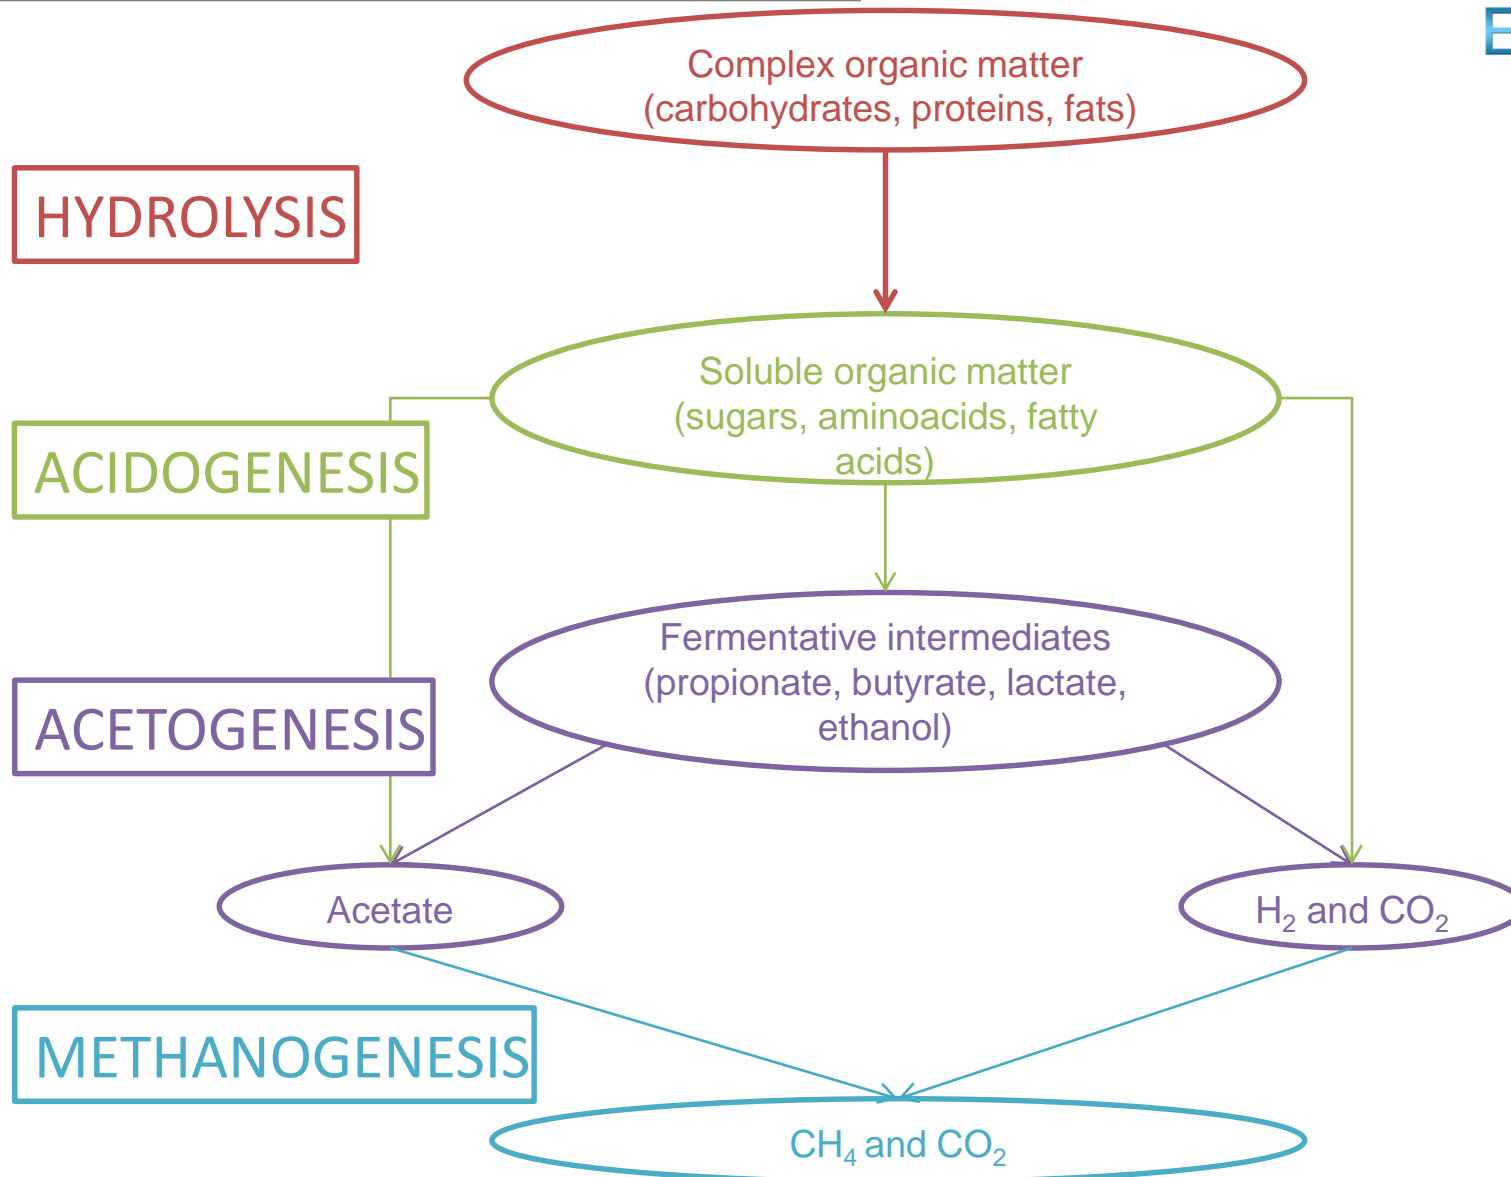 Complex organic matter
(carbohydrates, proteins, fats)
HYDROLYSIS
Soluble organic matter
(sugars, aminoacids, fatty
acids)
ACIDOGENESIS
Fermentative intermediates
(propionate, butyrate, lactate,
ethanol)
ACETOGENESIS
Acetate
H₂ and CO₂
METHANOGENESIS
CH₄ and CO₂